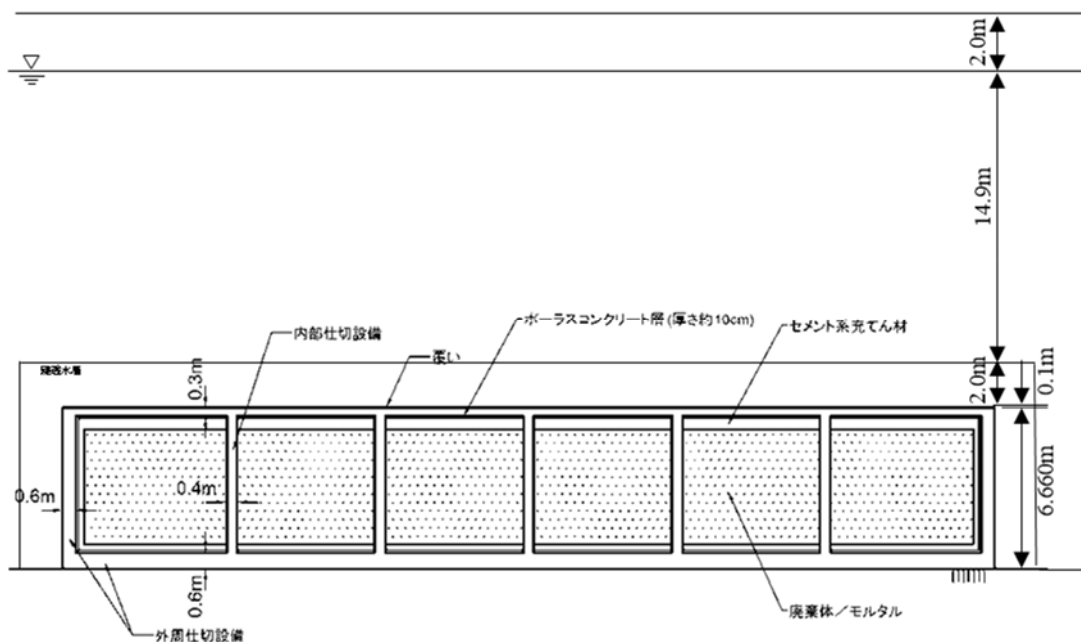 2.0m
14.9m
内部仕切設備
ポーラスコンクリート層(厚さ約10cm)
セメント系充てん材
覆い
0.3m
2.0m
0.1m
0.6m
0.4m
6.660m
0.6m
廃棄体/モルタル
外周仕切設備